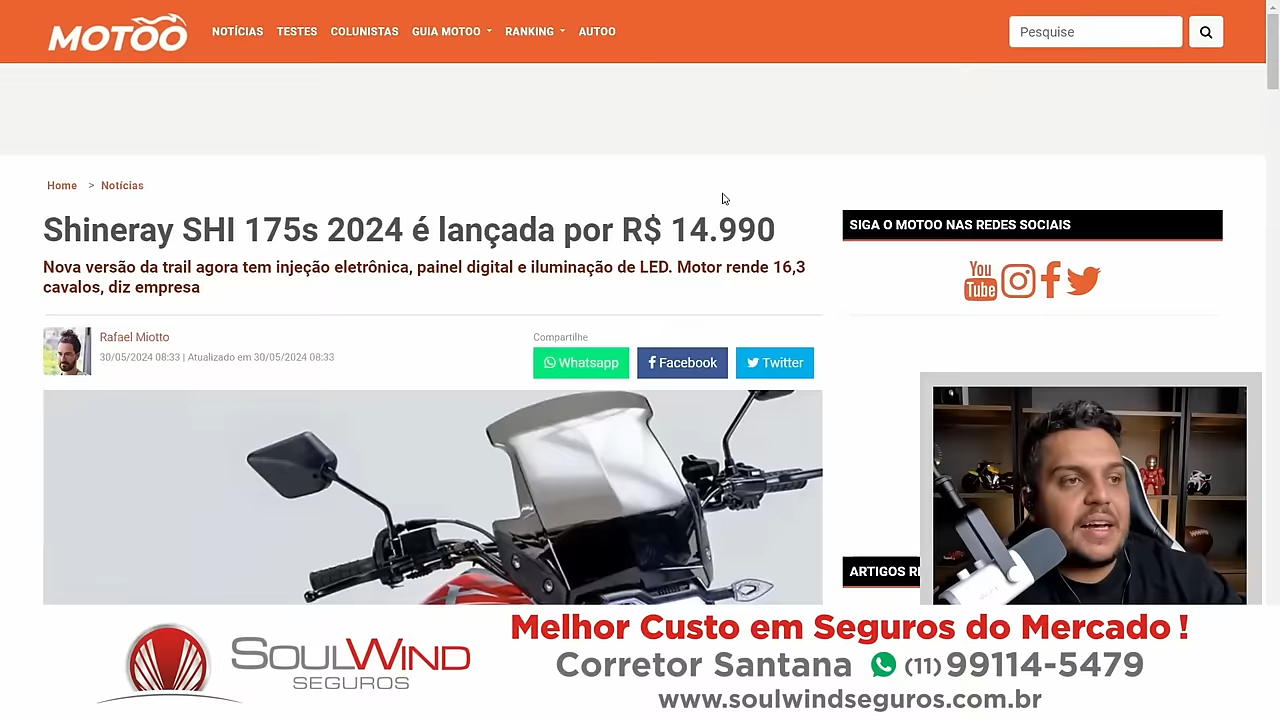 MOTOO
NOTÍCIAS TESTES COLUNISTAS GUIA MOTOO RANKING AUTOO
Pesquise
Home > Notícias
Shineray SHI 175s 2024 é lançada por R$ 14.990
Nova versão da trail agora tem injeção eletrônica, painel digital e iluminação de LED. Motor rende 16,3
cavalos, diz empresa
Rafael Miotto
30/05/2024 08:33 | Atualizado em 30/05/2024 08:33
Compartilhe
Whatsapp Facebook Twitter
SIGA O MOTOO NAS REDES SOCIAIS
You
Tube
ARTIGOS RE
SOULWIND
SEGUROS
Melhor Custo em Seguros do Mercado !
Corretor Santana (11) 99114-5479
www.soulwindseguros.com.br